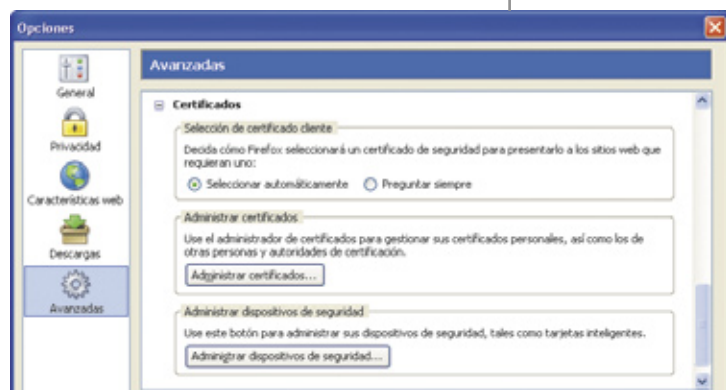 Opciones
General
Privacidad
Características web
Descargas
Avanzadas
Avanzadas
Certificados
Selección de certificado cliente
Decida cómo Firefox seleccionará un certificado de seguridad para presentarlo a los sitios web que
requieran uno:
Seleccionar automáticamente Preguntar siempre
Administrar certificados
Use el administrador de certificados para gestionar sus certificados personales, así como los de
otras personas y autoridades de certificación.
Administrar certificados...
Administrar dispositivos de seguridad
Use este botón para administrar sus dispositivos de seguridad, tales como tarjetas inteligentes.
Administrar dispositivos de seguridad...